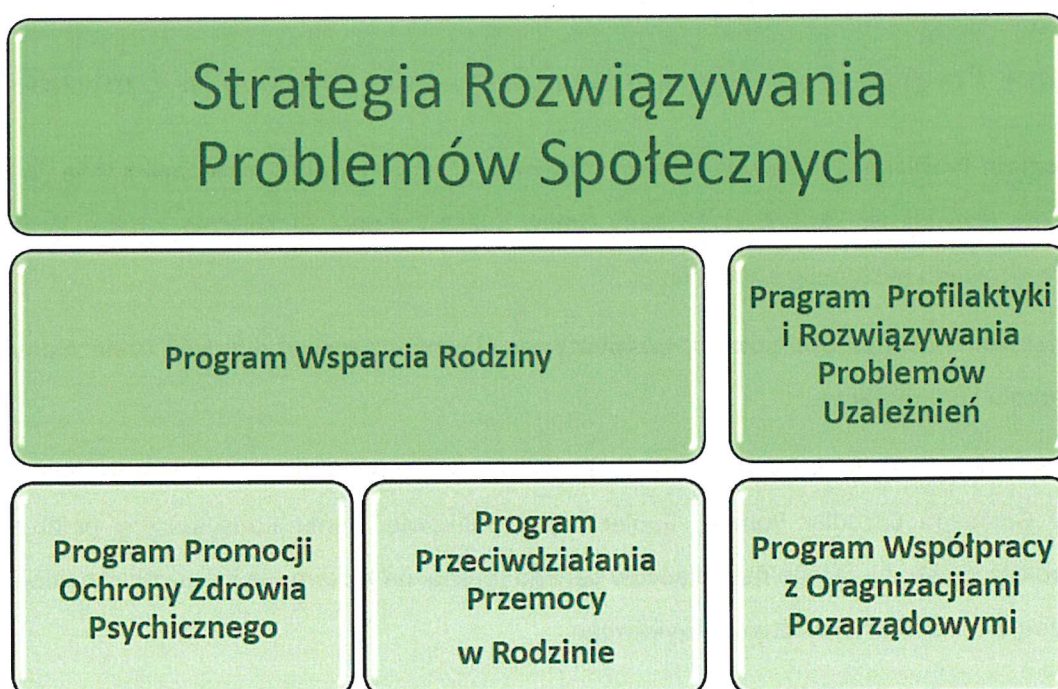 Strategia Rozwiązywania
Problemów Społecznych
Program Wsparcia Rodziny
Pragram Profilaktyki
i Rozwiązywania
Problemów
Uzależnień
Program Promocji
Ochrony Zdrowia
Psychicznego
Program
Przeciwdziałania
Przemocy
w Rodzinie
Program Współpracy
z Oragnizacjiami
Pozarządowymi